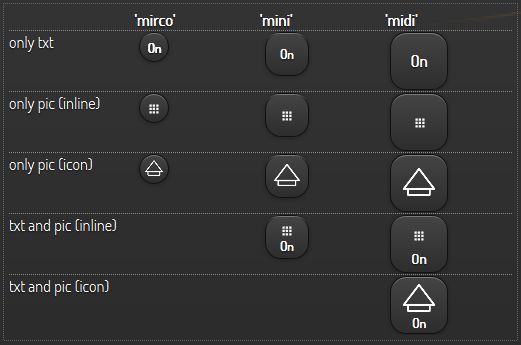 'mirco' 'mini' 'midi'
only txt On On On
only pic (inline)
only pic (icon)
txt and pic (inline) On On
txt and pic (icon) On